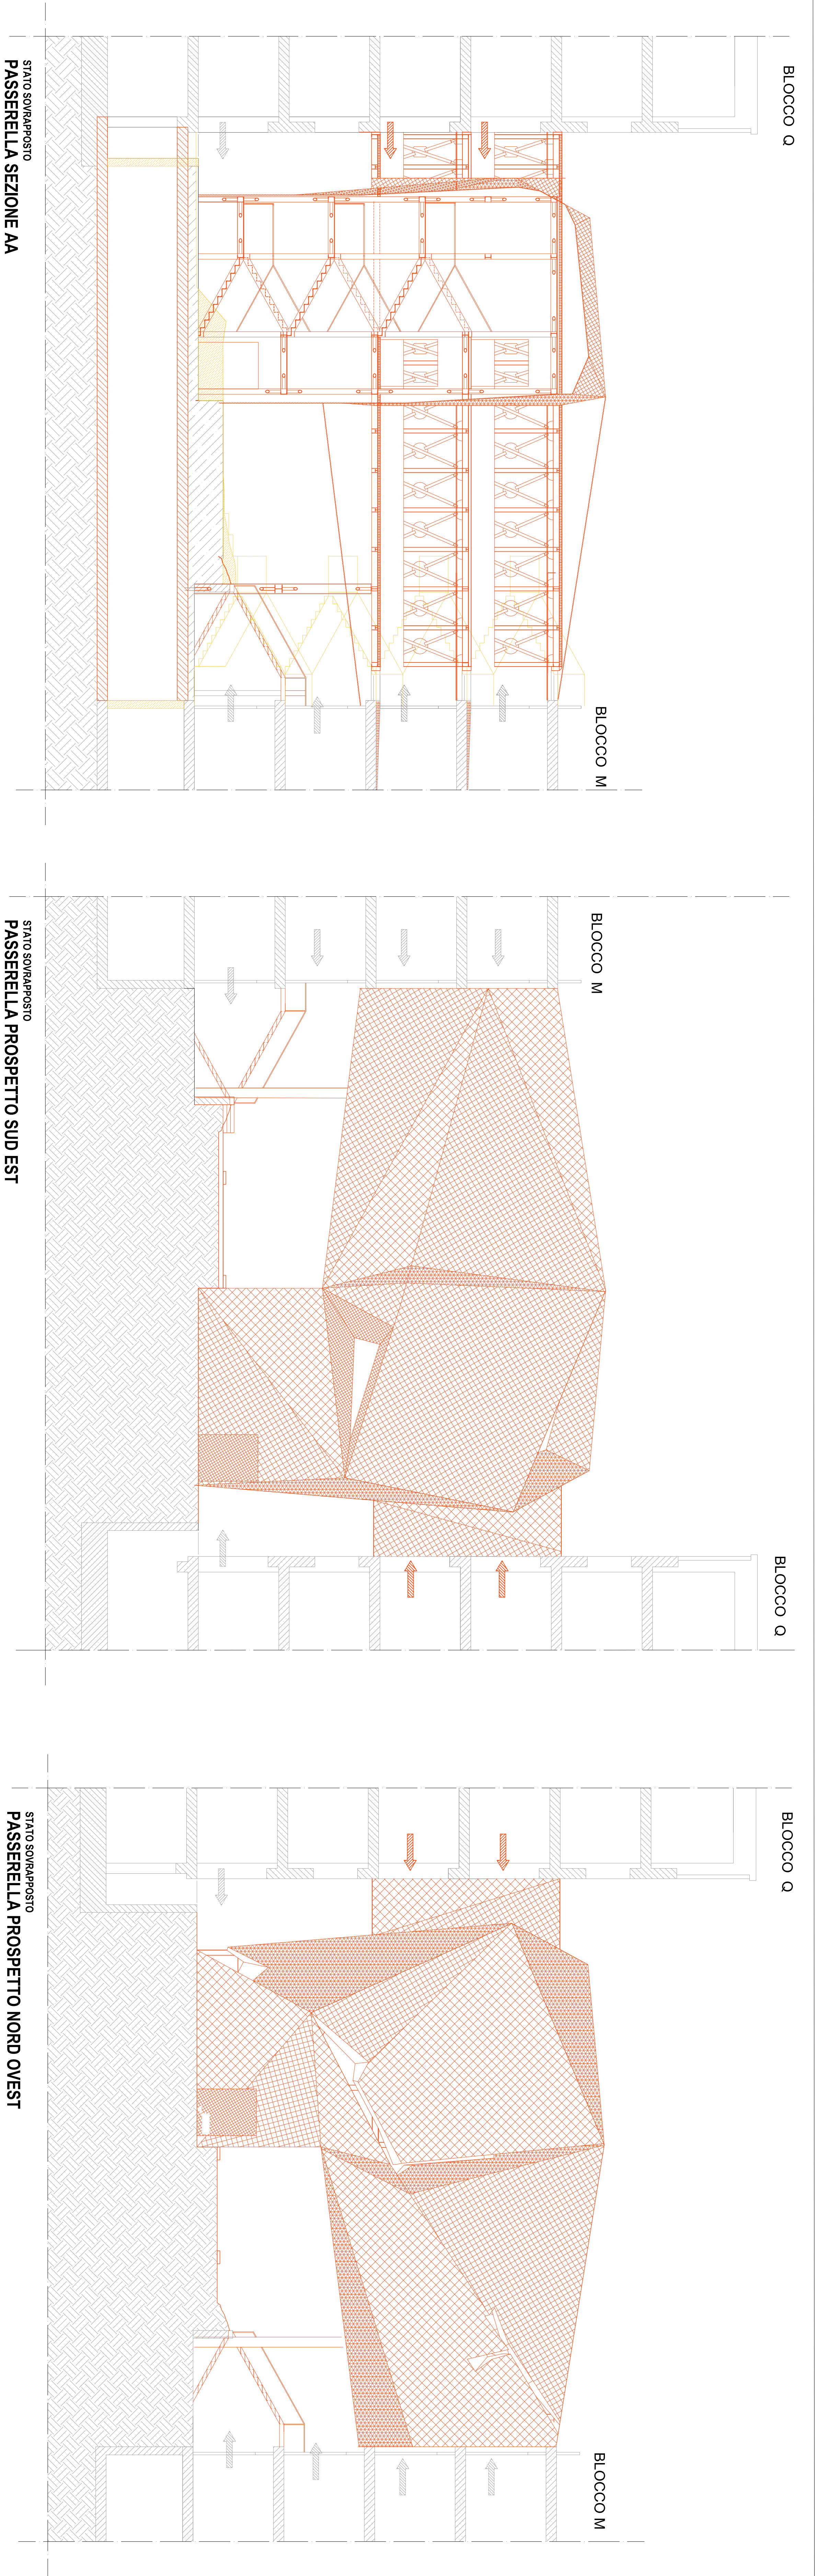 BLOCCO Q
BLOCCO M
STATO SOVRAPPOSTO
PASSERELLA SEZIONE AA
BLOCCO M
BLOCCO Q
STATO SOVRAPPOSTO
PASSERELLA PROSPETTO SUD EST
BLOCCO Q
BLOCCO M
STATO SOVRAPPOSTO
PASSERELLA PROSPETTO NORD OVEST